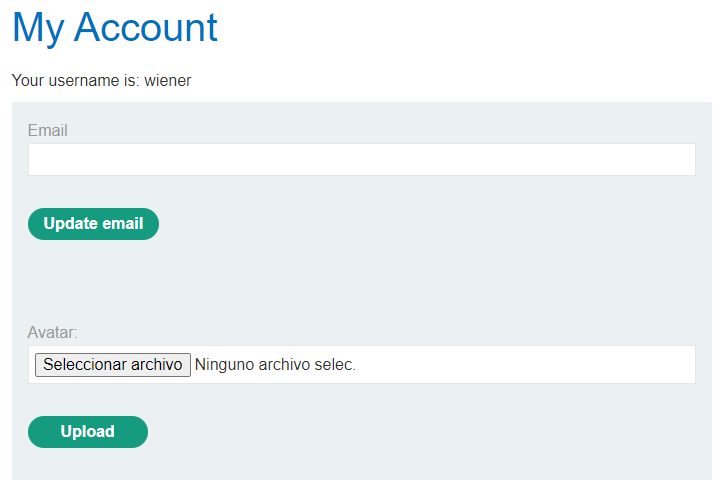 My Account
Your username is: wiener
Email
Update email
Avatar:
Seleccionar archivo Ninguno archivo selec.
Upload